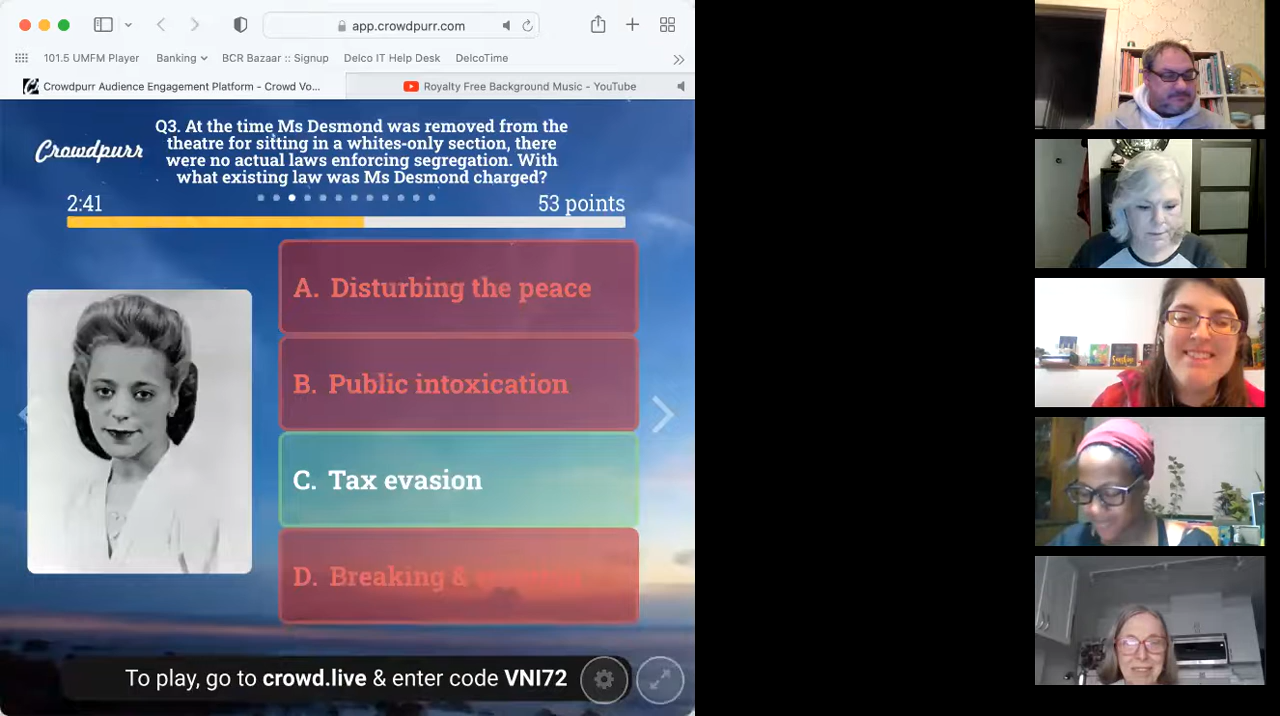 app.crowdpurr.com
101.5 UMFM Player Banking BCR Bazaar :: Signup Delco IT Help Desk DelcoTime
Crowdpurr Audience Engagement Platform - Crowd Vo... Royalty Free Background Music - YouTube
Crowdpurr
Q3. At the time Ms Desmond was removed from the
theatre for sitting in a whites-only section, there
were no actual laws enforcing segregation. With
what existing law was Ms Desmond charged?
2:41 53 points
A. Disturbing the peace
B. Public intoxication
C. Tax evasion
D. Breaking &
To play, go to crowd.live & enter code VNI72